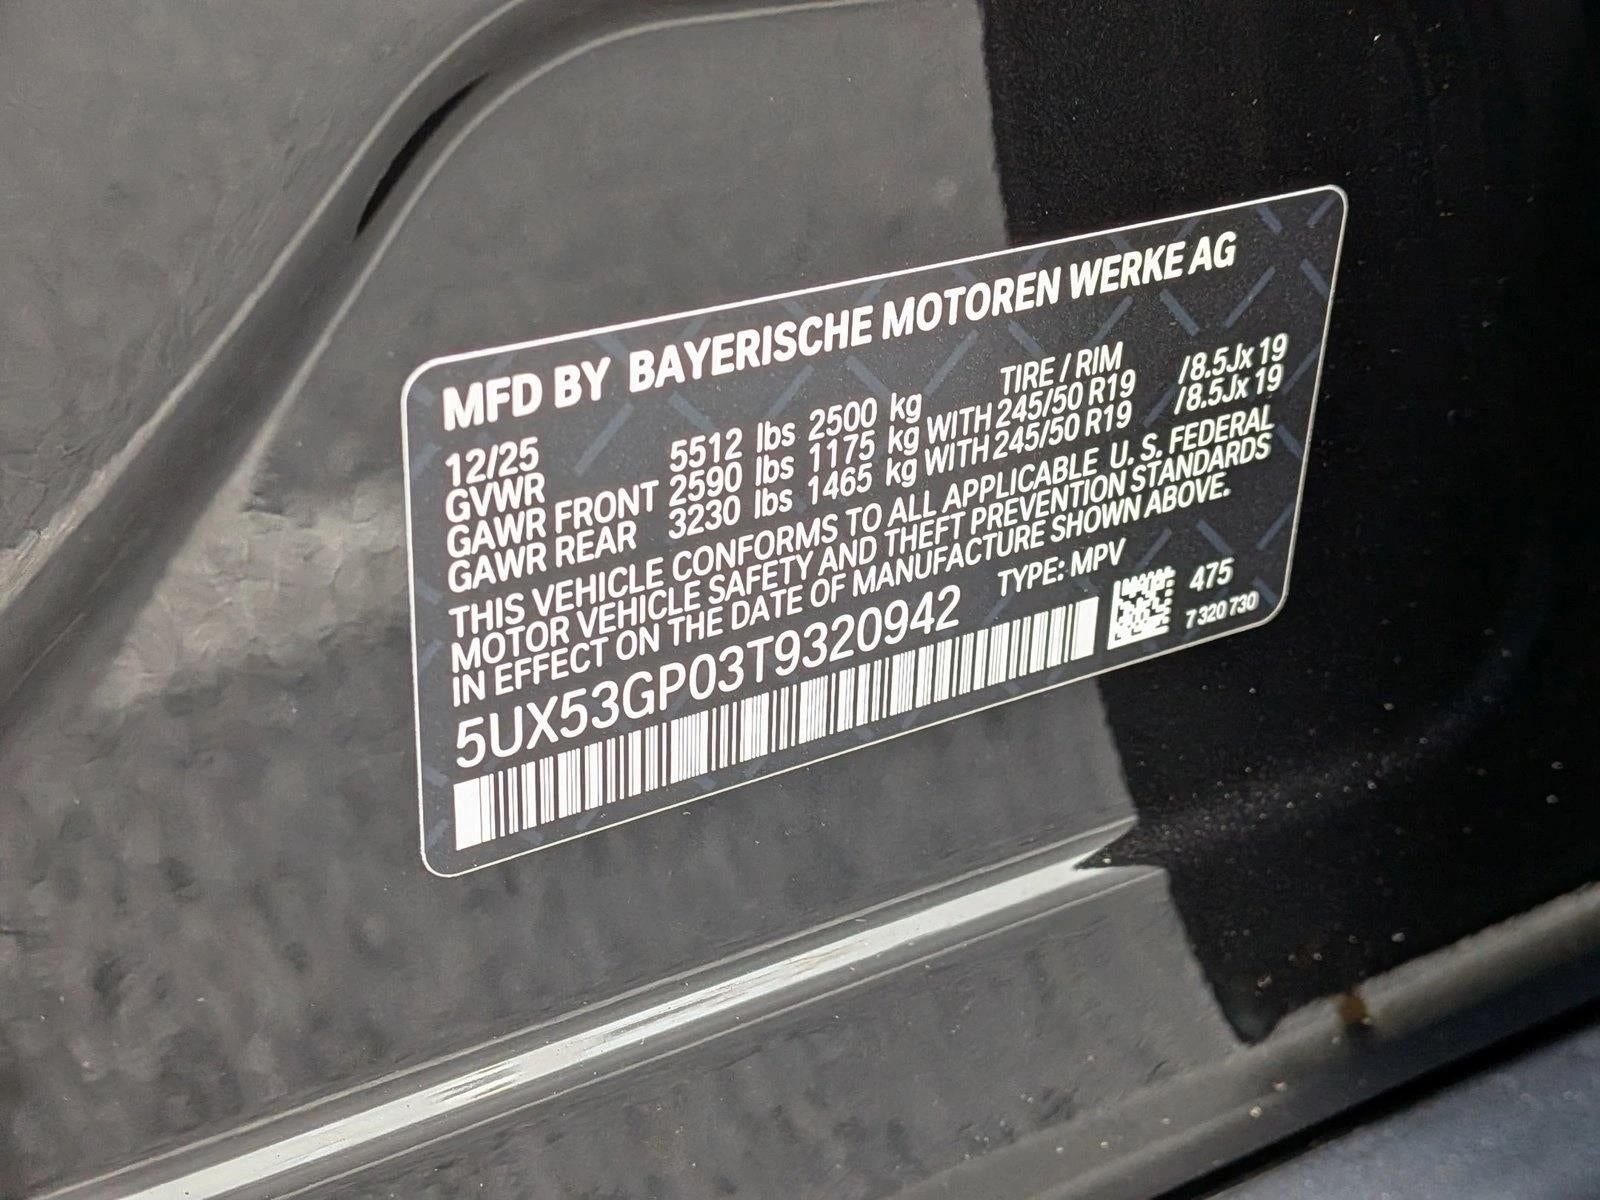 MFD BY BAYERISCHE MOTOREN WERKE AG
12/25 TIRE / RIM
GVWR 5512 lbs 2500 kg
GAWR FRONT 2590 lbs 1175 kg WITH 245/50 R19 /8.5Jx 19
GAWR REAR 3230 lbs 1465 kg WITH 245/50 R19 /8.5Jx 19
THIS VEHICLE CONFORMS TO ALL APPLICABLE U. S. FEDERAL
MOTOR VEHICLE SAFETY AND THEFT PREVENTION STANDARDS
IN EFFECT ON THE DATE OF MANUFACTURE SHOWN ABOVE.
5UX53GP03T9320942 TYPE: MPV
475
7 320 730